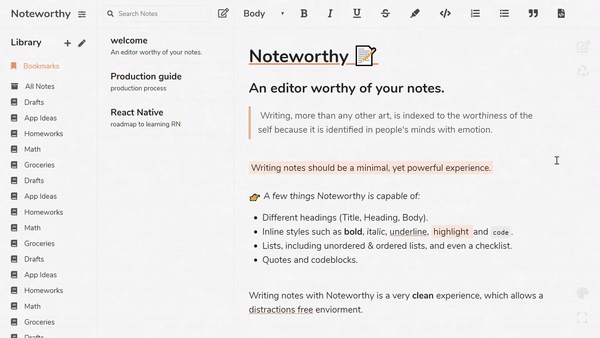 Noteworthy
Search Notes
Body
B I U S
Library
Bookmarks
All Notes
Drafts
App Ideas
Homeworks
Math
Groceries
Drafts
App Ideas
Homeworks
Math
Groceries
Drafts
App Ideas
Homeworks
Math
Groceries
Drafts
welcome
An editor worthy of your notes.
Production guide
production process
React Native
roadmap to learning RN
Noteworthy
An editor worthy of your notes.
Writing, more than any other art, is indexed to the worthiness of the
self because it is identified in people's minds with emotion.
Writing notes should be a minimal, yet powerful experience.
A few things Noteworthy is capable of:
Different headings (Title, Heading, Body).
Inline styles such as bold, italic, underline, highlight and code.
Lists, including unordered & ordered lists, and even a checklist.
Quotes and codeblocks.
Writing notes with Noteworthy is a very clean experience, which allows a
distractions free enviorment.